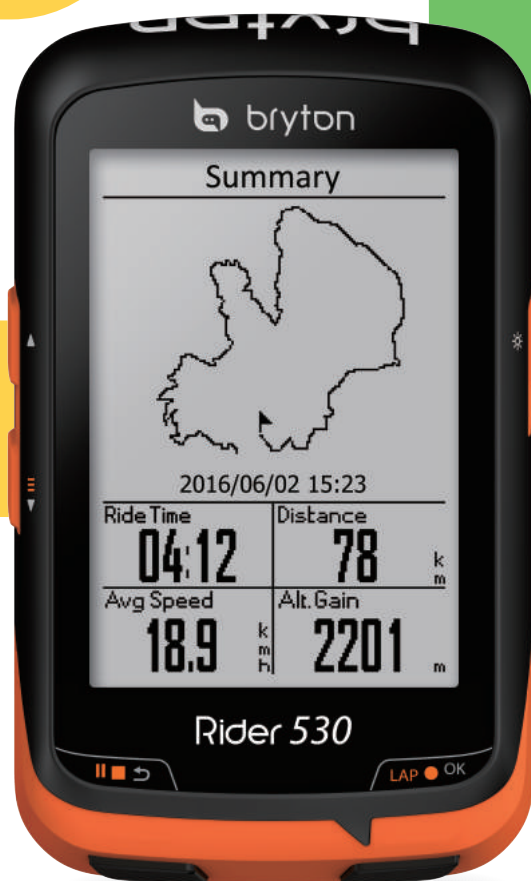 bryton
bryton
Summary
2016/06/02 15:23
Ride Time
04:12
Distance
78
km
Avg Speed
18.9
kmh
Alt. Gain
2201
m
Rider 530
LAP
OK